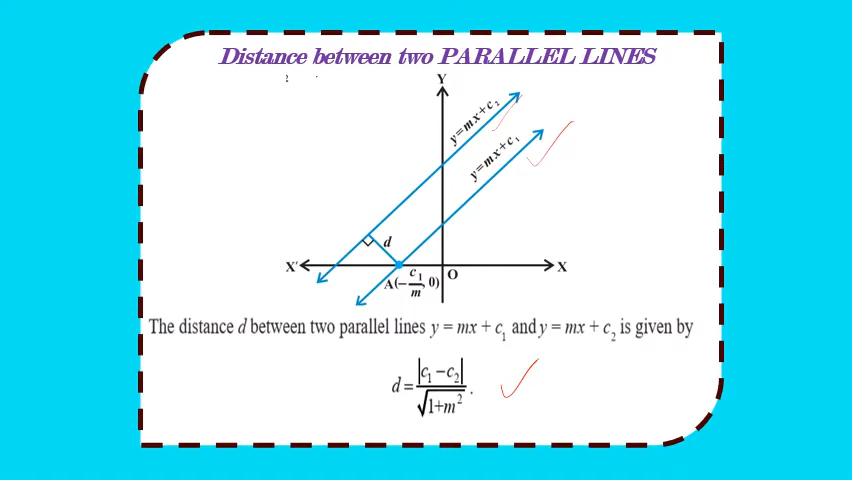 Distance between two PARALLEL LINES
2
Y
y=mx+c₂
y=mx+c₁
d
X′
O
X
A(−c₁/m, 0)
The distance d between two parallel lines y = mx + c₁ and y = mx + c₂ is given by
d = |c₁ − c₂| / √(1+m²).